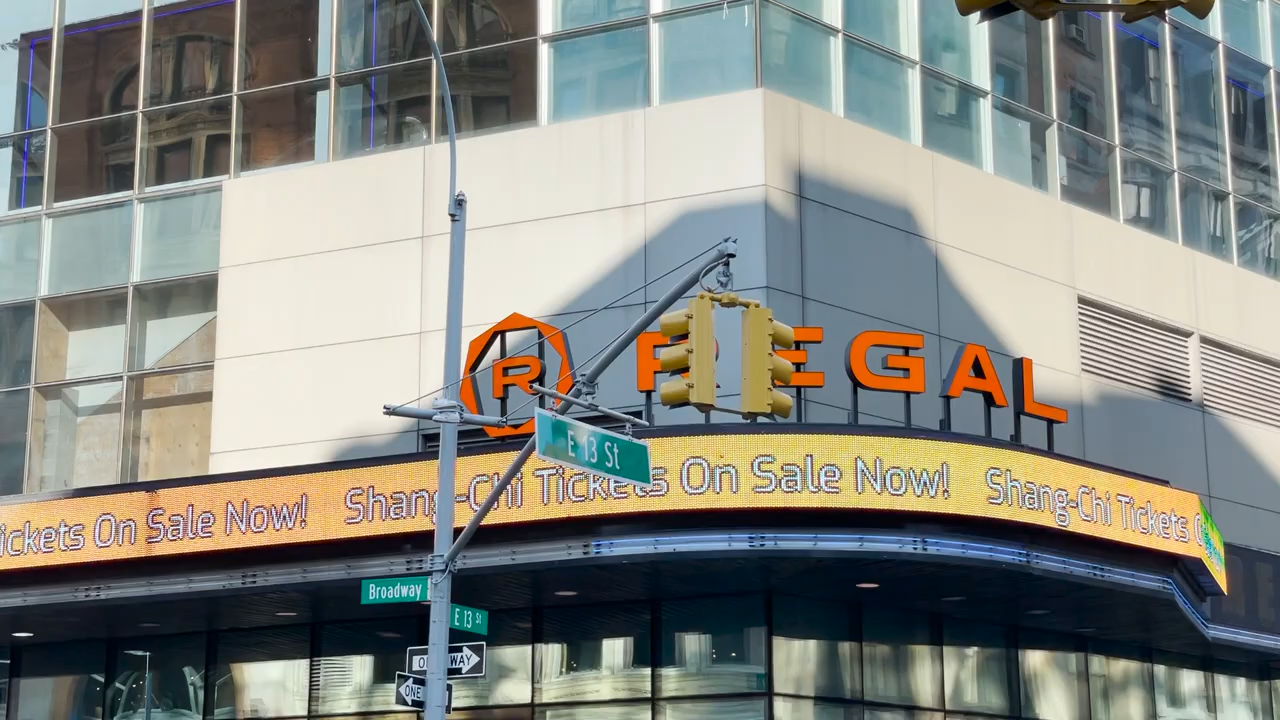 R REGAL
E 13 St
Tickets On Sale Now! Shang-Chi Tickets On Sale Now! Shang-Chi Tickets
Broadway
E 13 St
ONE WAY
ONE